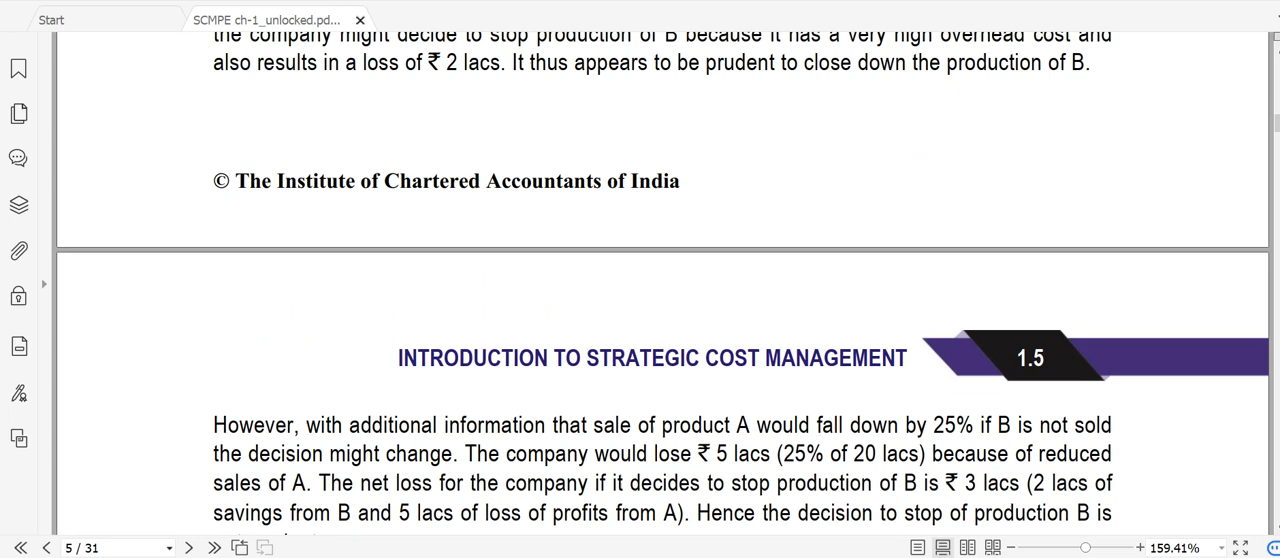 Start
SCMPE ch-1_unlocked.pd...
the company might decide to stop production of B because it has a very high overhead cost and
also results in a loss of ₹ 2 lacs. It thus appears to be prudent to close down the production of B.
© The Institute of Chartered Accountants of India
INTRODUCTION TO STRATEGIC COST MANAGEMENT
1.5
However, with additional information that sale of product A would fall down by 25% if B is not sold
the decision might change. The company would lose ₹ 5 lacs (25% of 20 lacs) because of reduced
sales of A. The net loss for the company if it decides to stop production of B is ₹ 3 lacs (2 lacs of
savings from B and 5 lacs of loss of profits from A). Hence the decision to stop of production B is
5 / 31
159.41%